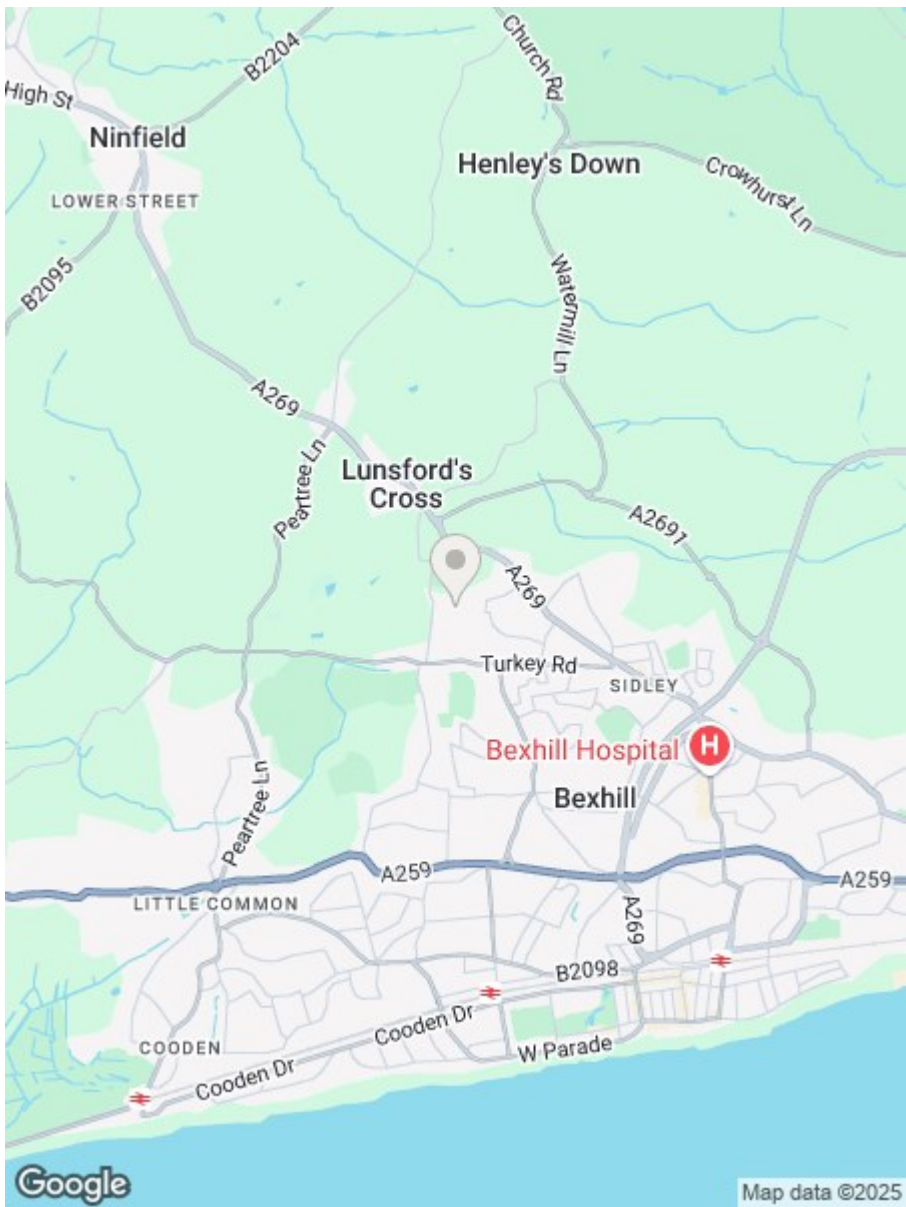 B2204
Church Rd
High St
Ninfield
Henley's Down
Crowhurst Ln
LOWER STREET
B2095
Watermill Ln
A269
Peartree Ln
Lunsford's
Cross
A2691
A269
Turkey Rd
SIDLEY
Bexhill Hospital
H
Bexhill
Peartree Ln
A259
A259
LITTLE COMMON
A269
B2098
Cooden Dr
W Parade
COODEN
Cooden Dr
Google
Map data ©2025